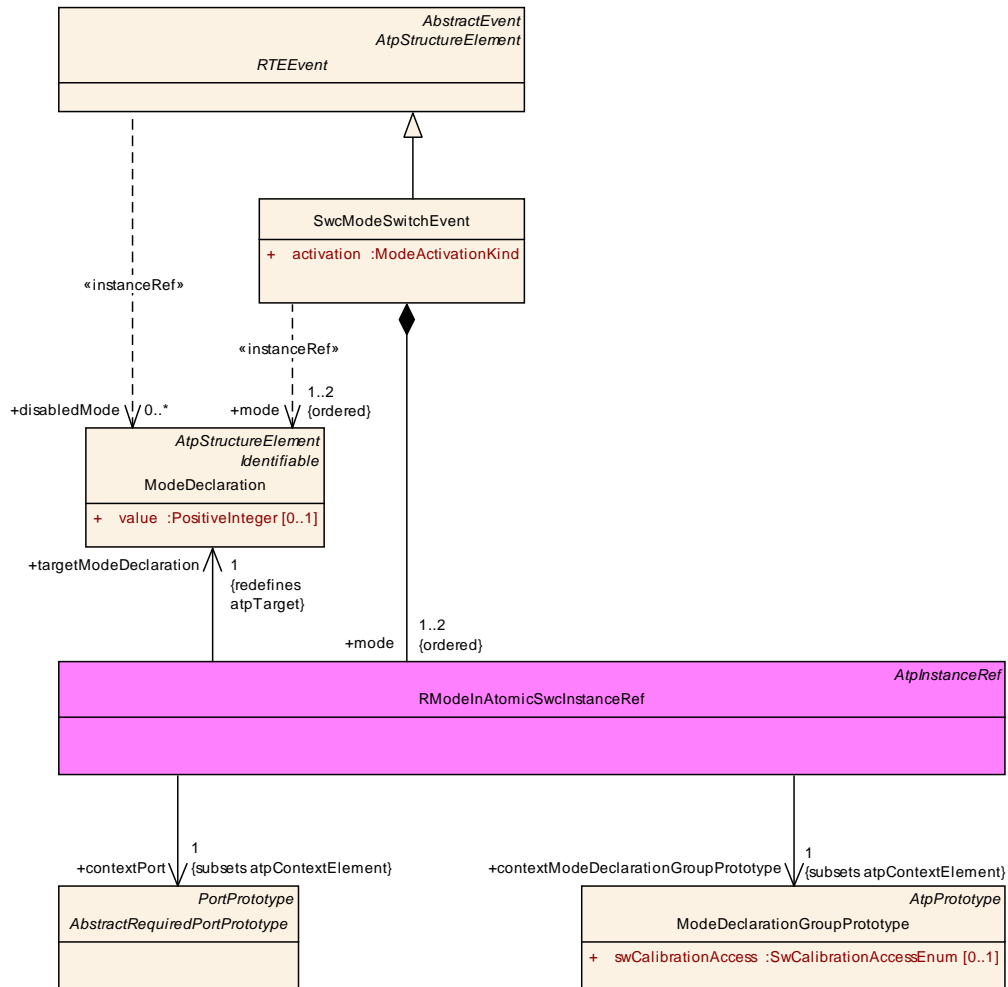 AbstractEvent
AtpStructureElement
RTEEvent
SwcModeSwitchEvent
+ activation :ModeActivationKind
«instanceRef»
«instanceRef»
+disabledMode 0..*
+mode 1..2
{ordered}
AtpStructureElement
Identifiable
ModeDeclaration
+ value :PositiveInteger [0..1]
+targetModeDeclaration 1
{redefines
atpTarget}
+mode 1..2
{ordered}
AtpInstanceRef
RModeInAtomicSwcInstanceRef
+contextPort 1
{subsets atpContextElement}
+contextModeDeclarationGroupPrototype 1
{subsets atpContextElement}
PortPrototype
AbstractRequiredPortPrototype
AtpPrototype
ModeDeclarationGroupPrototype
+ swCalibrationAccess :SwCalibrationAccessEnum [0..1]